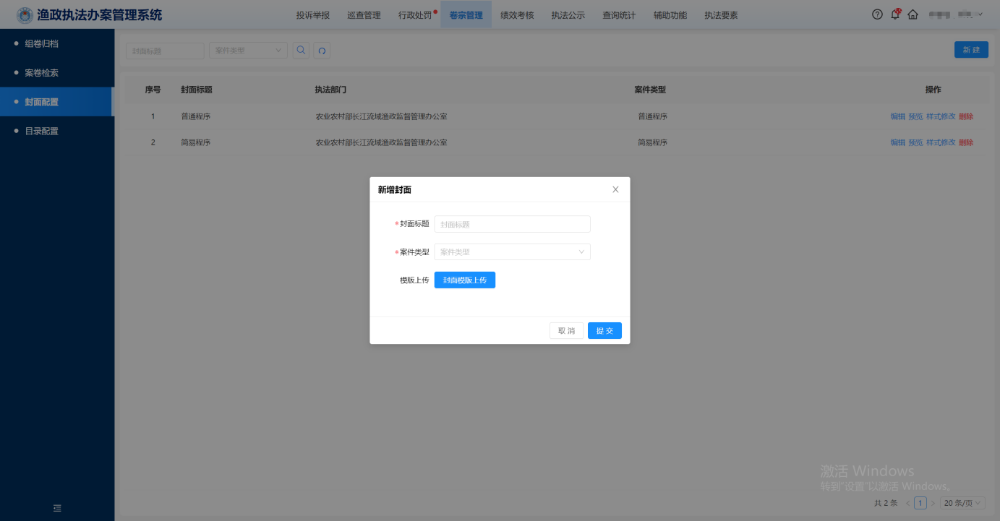 渔政执法办案管理系统 投诉举报 巡查管理 行政处罚 卷宗管理 绩效考核 执法公示 查询统计 辅助功能 执法要素
组卷归档
案卷检索
封面配置
目录配置
封面标题 案件类型 新 建
序号 封面标题 执法部门 案件类型 操作
1 普通程序 农业农村部长江流域渔政监督管理办公室 普通程序 编辑 预览 样式修改 删除
2 简易程序 农业农村部长江流域渔政监督管理办公室 简易程序 编辑 预览 样式修改 删除
新增封面
*封面标题 封面标题
*案件类型 案件类型
模版上传 封面模版上传
取 消 提 交
激活 Windows
转到"设置"以激活 Windows。
共 2 条 < 1 > 20 条/页